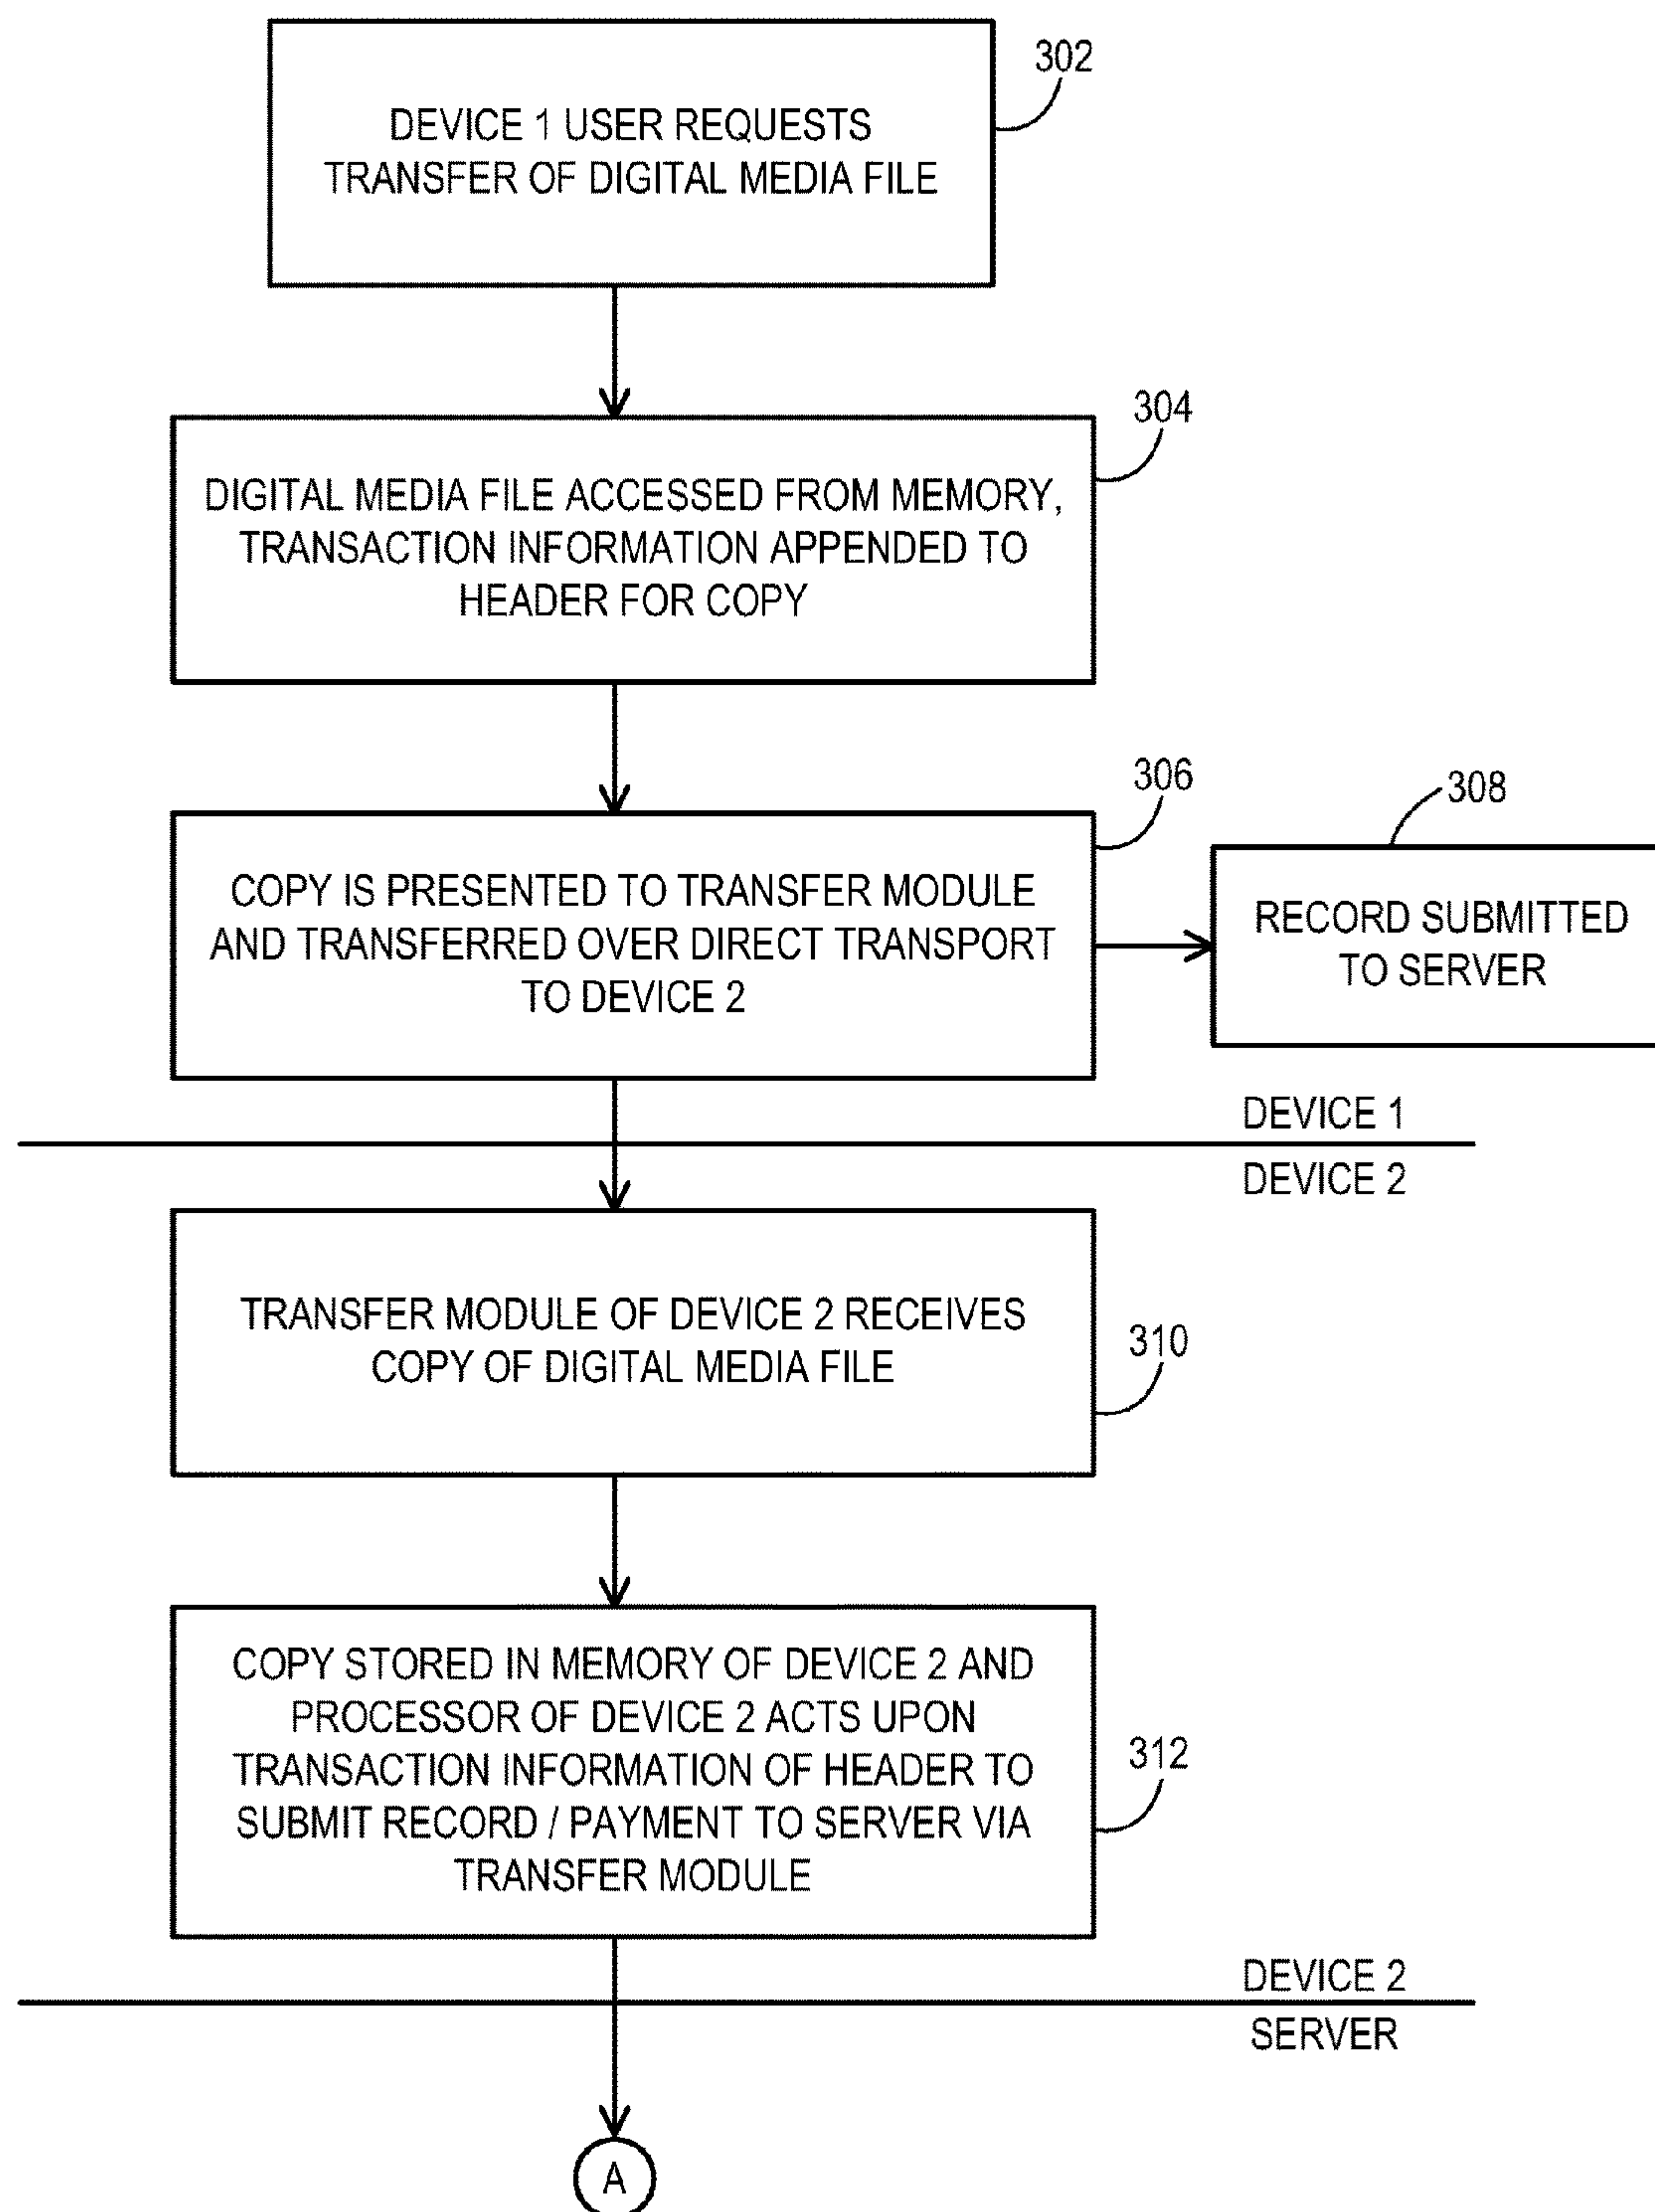 302
DEVICE 1 USER REQUESTS
TRANSFER OF DIGITAL MEDIA FILE
304
DIGITAL MEDIA FILE ACCESSED FROM MEMORY,
TRANSACTION INFORMATION APPENDED TO
HEADER FOR COPY
306
308
COPY IS PRESENTED TO TRANSFER MODULE
AND TRANSFERRED OVER DIRECT TRANSPORT
TO DEVICE 2
RECORD SUBMITTED
TO SERVER
DEVICE 1
DEVICE 2
TRANSFER MODULE OF DEVICE 2 RECEIVES
COPY OF DIGITAL MEDIA FILE
310
COPY STORED IN MEMORY OF DEVICE 2 AND
PROCESSOR OF DEVICE 2 ACTS UPON
TRANSACTION INFORMATION OF HEADER TO
SUBMIT RECORD / PAYMENT TO SERVER VIA
TRANSFER MODULE
312
DEVICE 2
SERVER
A